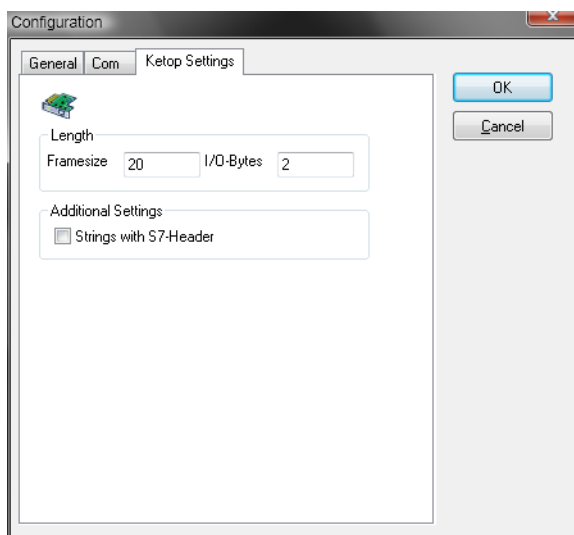 Configuration
General Com Ketop Settings
OK
Cancel
Length
Framesize 20 I/O-Bytes 2
Additional Settings
Strings with S7-Header